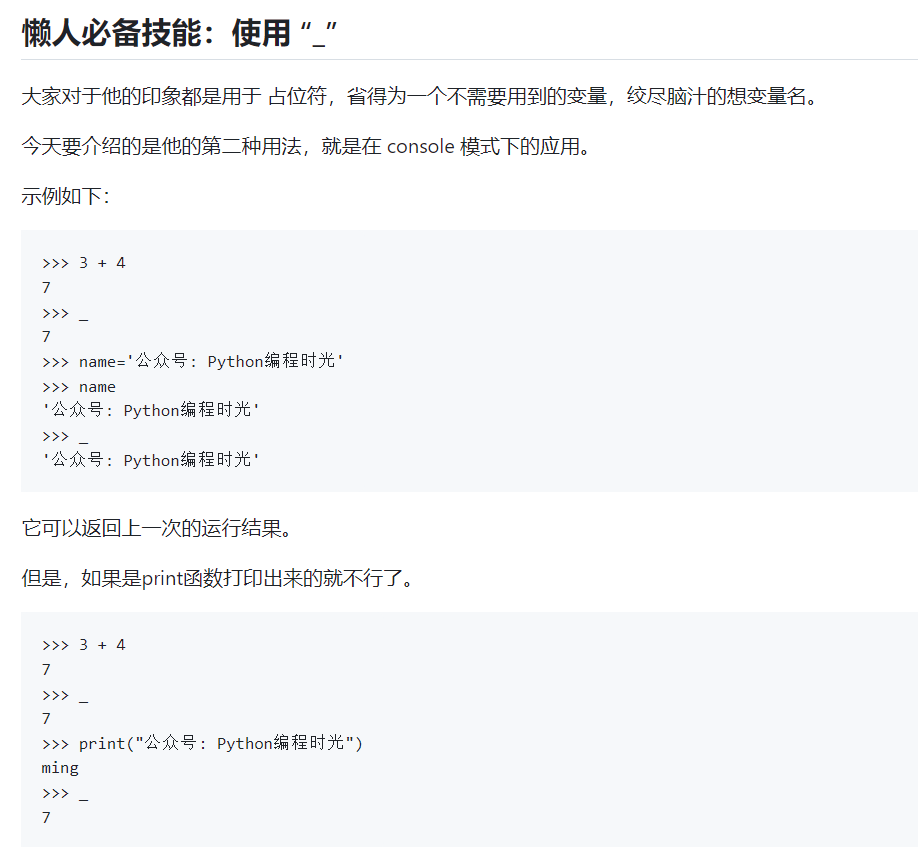 懒人必备技能：使用 “_”
大家对于他的印象都是用于 占位符，省得为一个不需要用到的变量，绞尽脑汁的想变量名。
今天要介绍的是他的第二种用法，就是在 console 模式下的应用。
示例如下：
>>> 3 + 4
7
>>> _
7
>>> name='公众号：Python编程时光'
>>> name
'公众号：Python编程时光'
>>> _
'公众号：Python编程时光'
它可以返回上一次的运行结果。
但是，如果是print函数打印出来的就不行了。
>>> 3 + 4
7
>>> _
7
>>> print("公众号：Python编程时光")
ming
>>> _
7